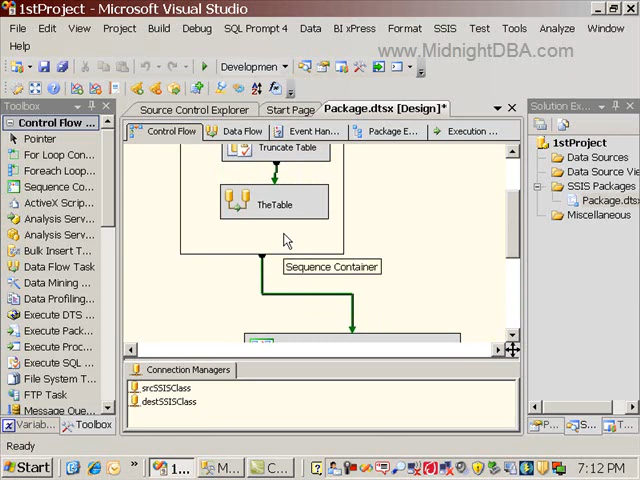 1stProject - Microsoft Visual Studio
File Edit View Project Build Debug Data Format SQL Prompt 4
BI xPress SSIS Test Tools Analyze Window
Help
www.MidnightDBA.com
Developmen
Toolbox
Control Flow ...
Pointer
For Loop Con...
Foreach Loop...
Sequence Co...
ActiveX Scrip...
Analysis Serv...
Analysis Serv...
Bulk Insert T...
Data Flow Task
Data Mining ...
Data Profiling...
Execute DTS ...
Execute Pack...
Execute Proc...
Execute SQL ...
File System T...
FTP Task
Message Queu...
Variab...
Toolbox
Source Control Explorer
Start Page
Package.dtsx [Design]*
Control Flow
Data Flow
Event Han...
Package E...
Execution ...
Truncate Table
TheTable
Sequence Container
Connection Managers
srcSSISClass
destSSISClass
Solution Ex...
1stProject
Data Sources
Data Source Vie
SSIS Packages
Package.dts
Miscellaneous
P...
S...
T...
Ready
Start
1...
M...
C...
7:12 PM